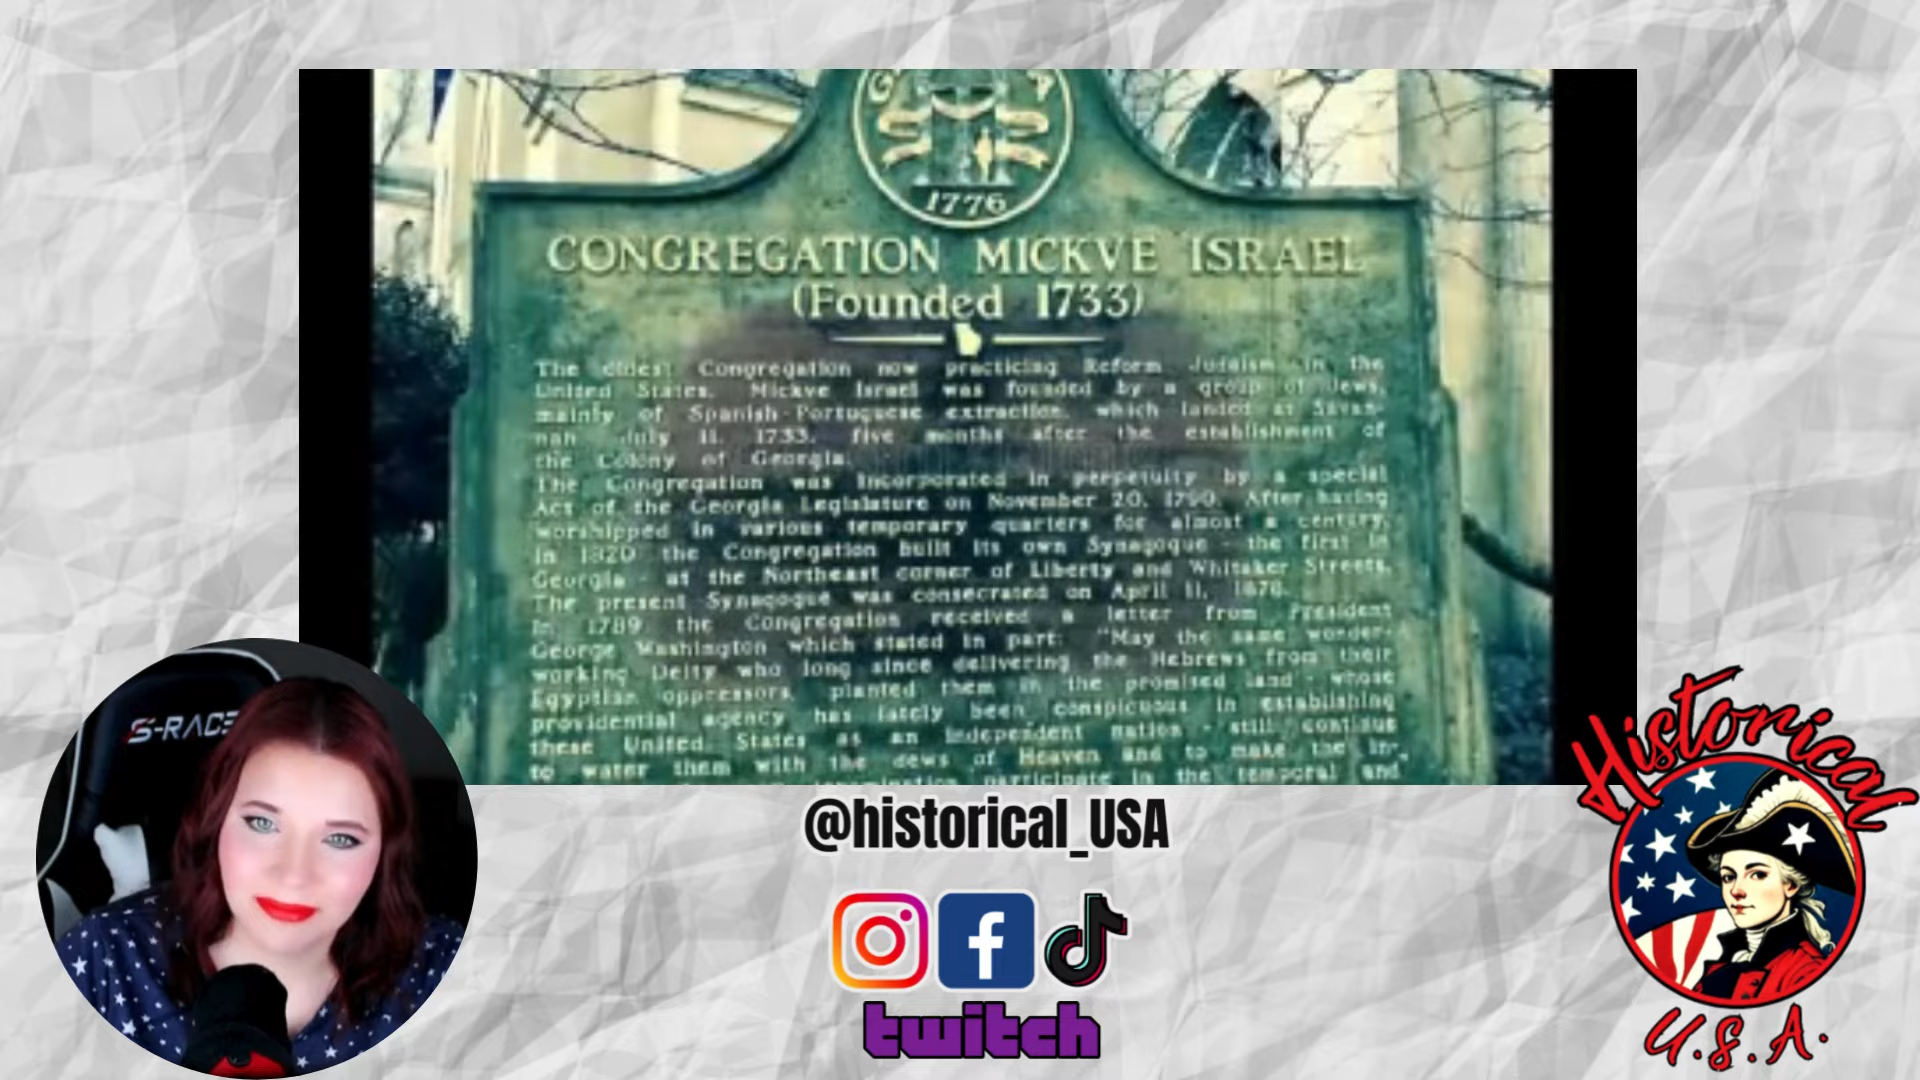 1776
CONGREGATION MICKVE ISRAEL
(Founded 1733)
The oldest Congregation now practicing Reform Judaism in the
United States, Mickve Israel was founded by a group of Jews,
mainly of Spanish-Portuguese extraction, which landed at Savan-
nah July 11, 1733, five months after the establishment of
the Colony of Georgia.
The Congregation was incorporated in perpetuity by a special
Act of the Georgia Legislature on November 20, 1790. After having
worshipped in various temporary quarters for almost a century,
in 1820 the Congregation built its own Synagogue - the first in
Georgia - at the Northeast corner of Liberty and Whitaker Streets.
The present Synagogue was consecrated on April 11, 1878.
In 1789 the Congregation received a letter from President
George Washington which stated in part: "May the same wonder-
working Deity who long since delivering the Hebrews from their
Egyptian oppressors planted them in the promised land - whose
providential agency has lately been conspicuous in establishing
these United States as an independent nation - still continue
to water them with the dews of Heaven and to make the in-
participate in the temporal and
S-RACE
@historical_USA
twitch
Historical
U.S.A.